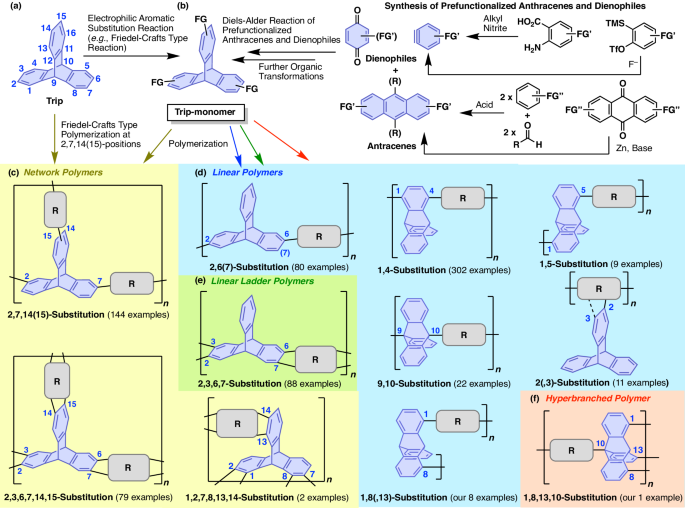 (a)
15
14
16
13
11
12
10
4
5
3
6
2
1
9
8
7
Trip
Electrophilic Aromatic
Substitution Reaction
(e.g., Friedel-Crafts Type
Reaction)
(b)
FG
FG
FG
Trip-monomer
Diels-Alder Reaction of
Prefunctionalized
Anthracenes and Dienophiles
Further Organic
Transformations
Synthesis of Prefunctionalized Anthracenes and Dienophiles
O
(FG')
O
Dienophiles
+
FG'
Alkyl
Nitrite
HO2C
H2N
FG'
TMS
TfO
FG'
F–
(R)
FG'
FG'
(R)
Antracenes
Acid
2 x
FG"
+
2 x
O
R
H
O
FG"
FG"
O
Zn, Base
Friedel-Crafts Type
Polymerization at
2,7,14(15)-positions
Polymerization
(c)
Network Polymers
R
15
14
2
7
R
n
2,7,14(15)-Substitution (144 examples)
R
14
15
3
2
6
7
R
n
2,3,6,7,14,15-Substitution (79 examples)
(d)
Linear Polymers
2
6
(7)
R
n
2,6(7)-Substitution (80 examples)
1
4
R
n
1,4-Substitution (302 examples)
5
R
n
1
1,5-Substitution (9 examples)
(e)
Linear Ladder Polymers
3
2
6
7
R
n
2,3,6,7-Substitution (88 examples)
9
10
R
n
9,10-Substitution (22 examples)
R
n
2
3
2(,3)-Substitution (11 examples)
R
14
13
2
1
8
7
n
1,2,7,8,13,14-Substitution (2 examples)
1
R
n
8
1,8(,13)-Substitution (our 8 examples)
(f)
Hyperbranched Polymer
R
1
10
13
8
n
1,8,13,10-Substitution (our 1 example)